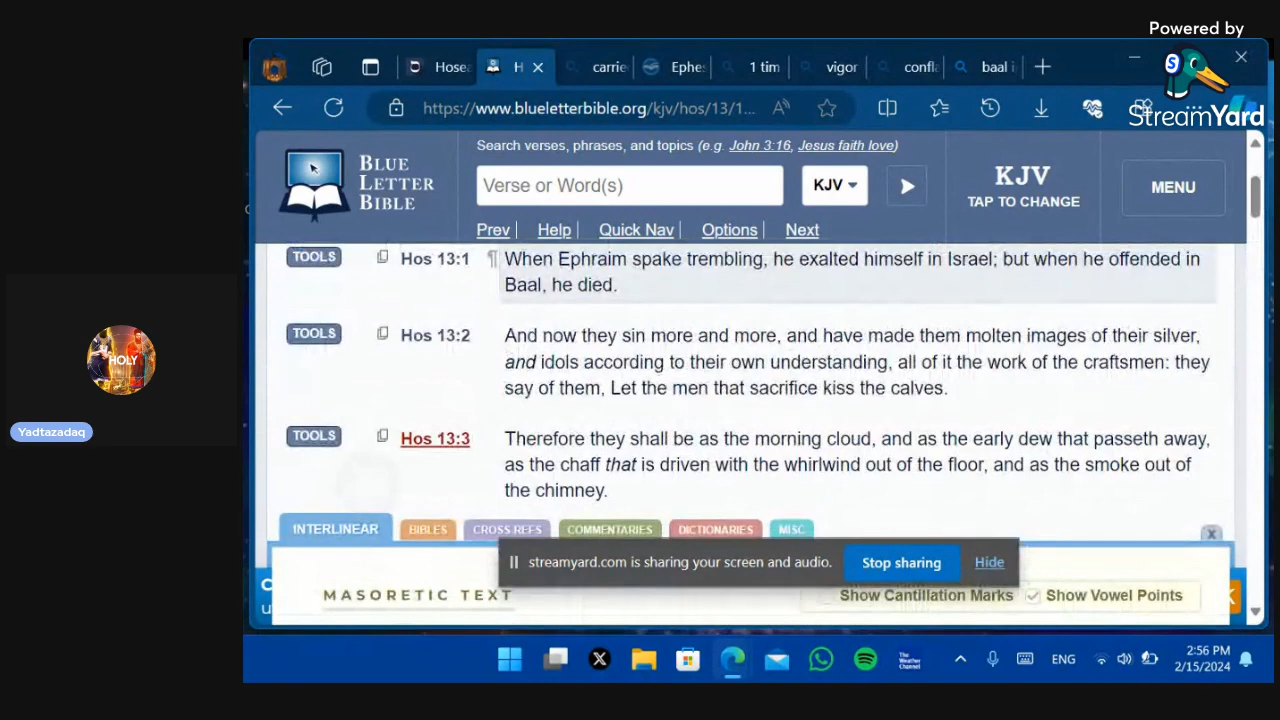 Powered by
StreamYard
Hosea
H
carrie
Ephe
1 tim
vigor
confla
baal i
https://www.blueletterbible.org/kjv/hos/13/1...
BLUE
LETTER
BIBLE
Search verses, phrases, and topics (e.g. John 3:16, Jesus faith love)
Verse or Word(s)
KJV
KJV
TAP TO CHANGE
MENU
Prev | Help | Quick Nav | Options | Next
TOOLS Hos 13:1 ¶ When Ephraim spake trembling, he exalted himself in Israel; but when he offended in
Baal, he died.
TOOLS Hos 13:2 And now they sin more and more, and have made them molten images of their silver,
and idols according to their own understanding, all of it the work of the craftsmen: they
say of them, Let the men that sacrifice kiss the calves.
TOOLS Hos 13:3 Therefore they shall be as the morning cloud, and as the early dew that passeth away,
as the chaff that is driven with the whirlwind out of the floor, and as the smoke out of
the chimney.
HOLY
Yadtazadaq
INTERLINEAR BIBLES CROSS REFS COMMENTARIES DICTIONARIES MISC X
streamyard.com is sharing your screen and audio. Stop sharing Hide
MASORETIC TEXT
Show Cantillation Marks Show Vowel Points
The
Weather
Channel
ENG
2:56 PM
2/15/2024